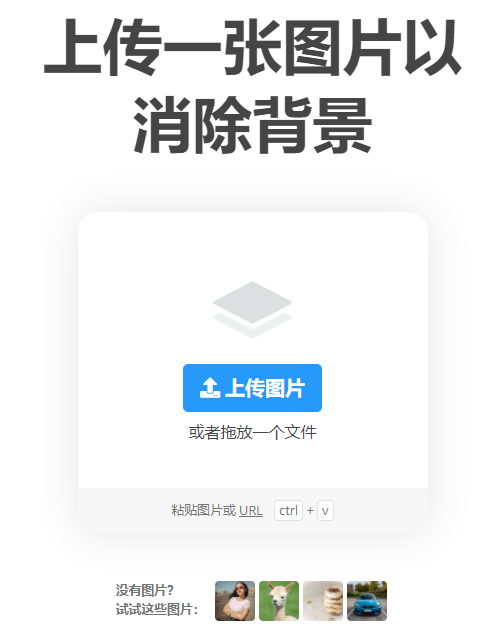 上传一张图片以
消除背景
上传图片
或者拖放一个文件
粘贴图片或 URL ctrl + v
没有图片?
试试这些图片: